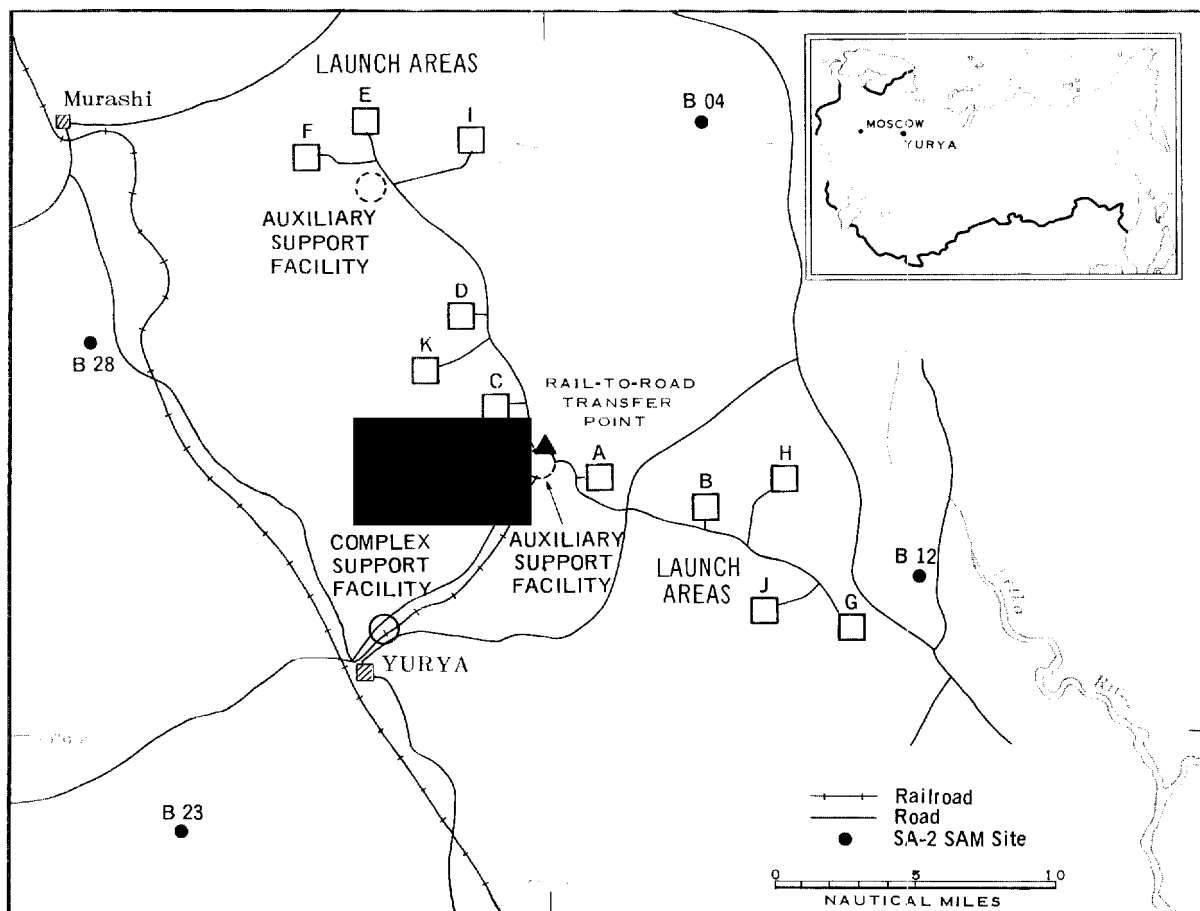 LAUNCH AREAS
E
I
F
Murashi
B 04
MOSCOW
YURYA
AUXILIARY
SUPPORT
FACILITY
D
B 28
K
C
RAIL-TO-ROAD
TRANSFER
POINT
A
H
B
COMPLEX
SUPPORT
FACILITY
AUXILIARY
SUPPORT
FACILITY
LAUNCH
AREAS
B 12
J
G
YURYA
B 23
Railroad
Road
SA-2 SAM Site
0 5 10
NAUTICAL MILES